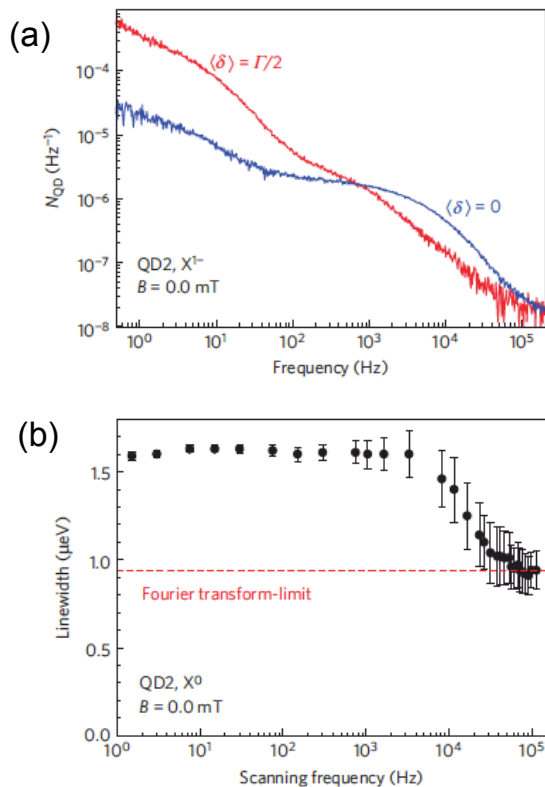 (a)
10⁻⁴
10⁻⁵
10⁻⁶
10⁻⁷
10⁻⁸
N_QD (Hz⁻¹)
⟨δ⟩ = Γ/2
⟨δ⟩ = 0
QD2, X¹⁻
B = 0.0 mT
10⁰ 10¹ 10² 10³ 10⁴ 10⁵
Frequency (Hz)
(b)
1.5
1.0
0.5
0.0
Linewidth (μeV)
Fourier transform-limit
QD2, X⁰
B = 0.0 mT
10⁰ 10¹ 10² 10³ 10⁴ 10⁵
Scanning frequency (Hz)